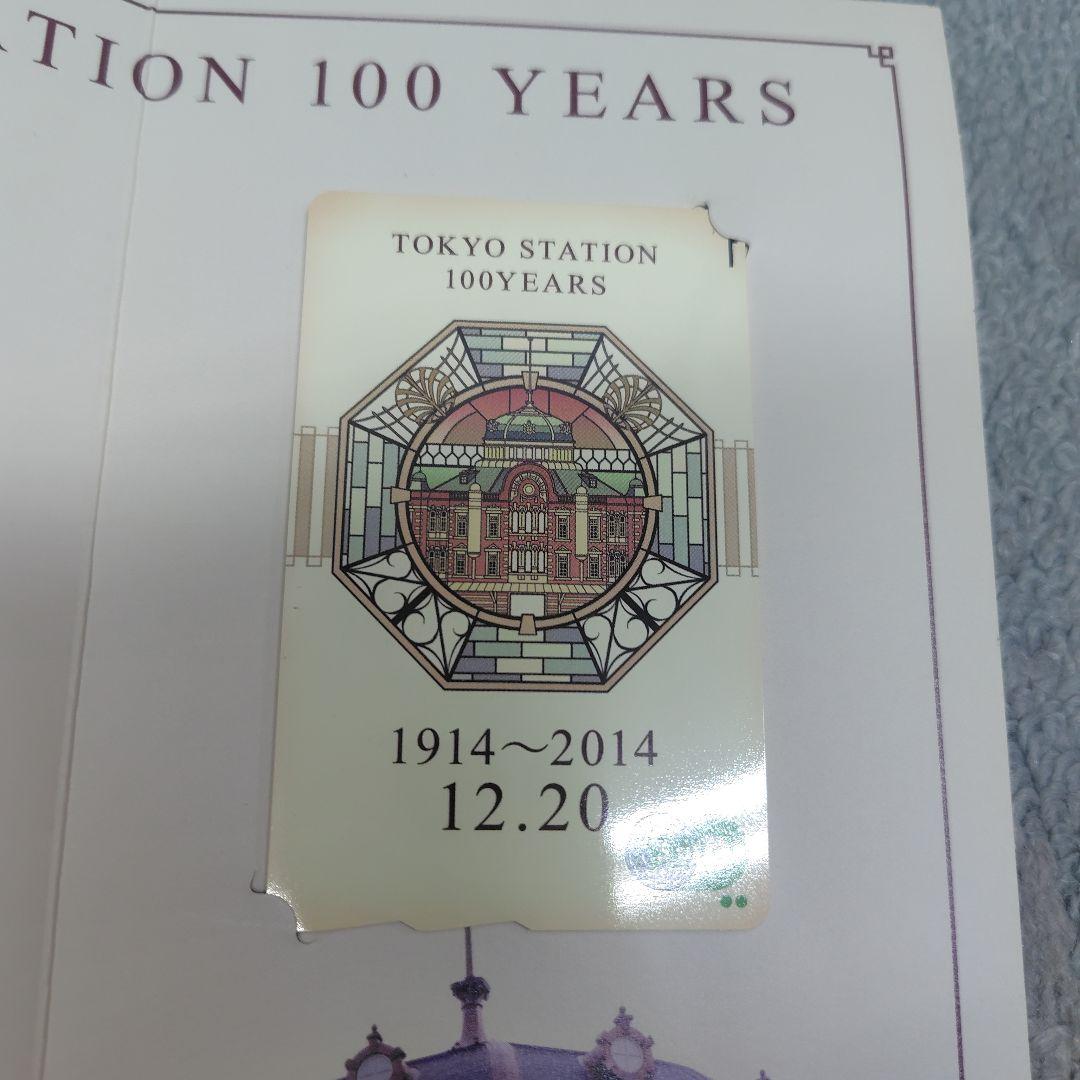 ATION 100 YEARS
TOKYO STATION
100YEARS
1914～2014
12.20